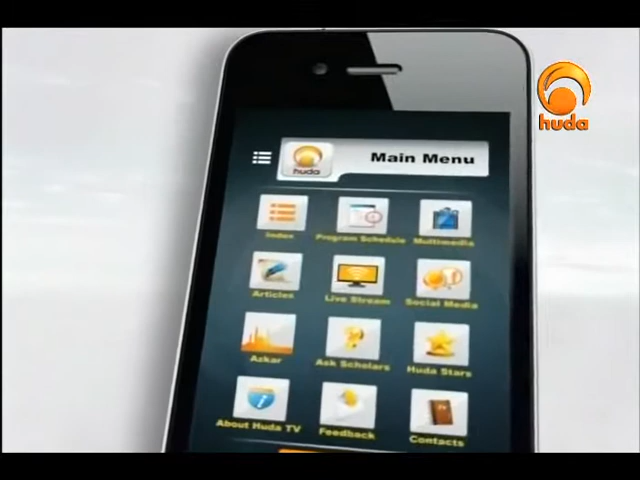 huda
huda
Main Menu
Index
Program Schedule
Multimedia
Articles
Live Stream
Social Media
Azkar
Ask Scholars
Huda Stars
About Huda TV
Feedback
Contacts